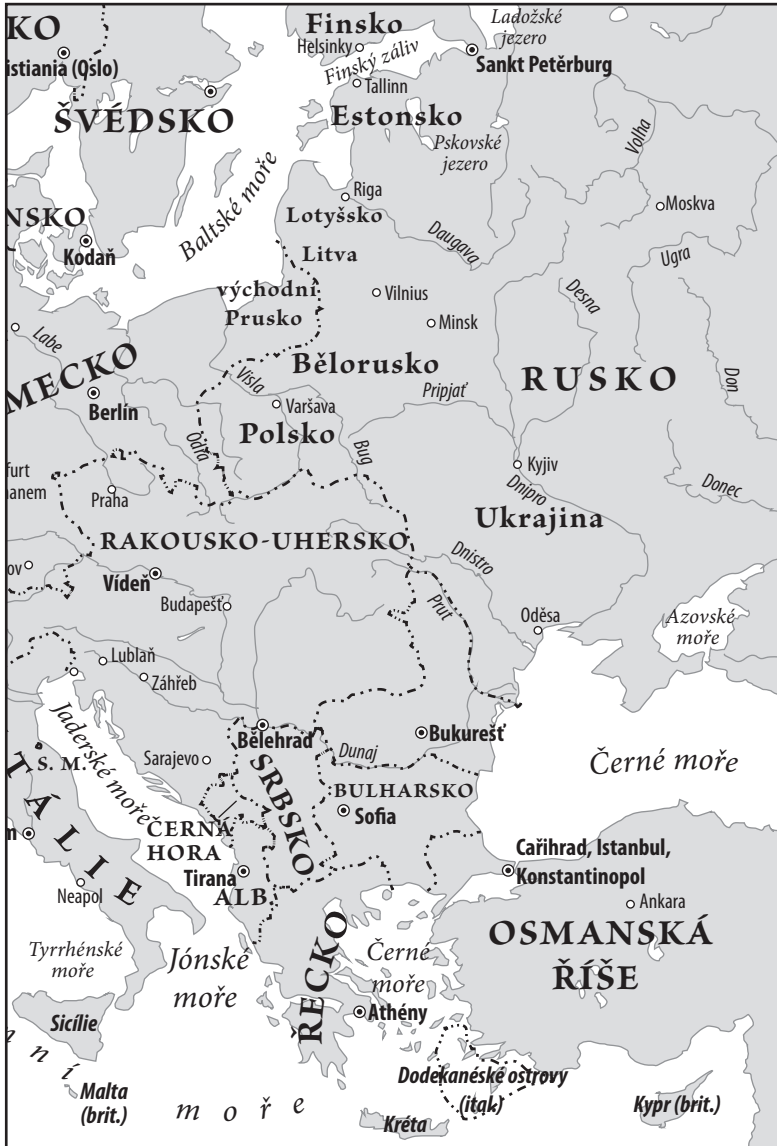 KO
istiania (Oslo)
ŠVÉDSKO
Finsko
Helsinky
Finský záliv
Ladožské
jezero
Sankt Petěrburg
Tallinn
Estonsko
Pskovské
jezero
Volha
Moskva
Baltské moře
Riga
Lotyšsko
Daugava
Ugra
NSKO
Kodaň
Litva
východní
Prusko
Vilnius
Minsk
Desna
Labe
MECKO
Berlín
Bělorusko
RUSKO
Don
Visla
Varšava
Pripjať
Polsko
Odra
Bug
Kyjiv
Dnipro
Donec
furt
hanem
Praha
Ukrajina
RAKOUSKO-UHERSKO
ov
Vídeň
Budapešť
Dnistro
Prut
Oděsa
Azovské
moře
Lublaň
Záhřeb
Jaderské moře
Bělehrad
Dunaj
Bukurešť
Černé moře
S. M.
Sarajevo
SRBSKO
BULHARSKO
Sofia
TÁLIE
m
ČERNÁ
HORA
Tirana
ALB.
Cařihrad, Istanbul,
Konstantinopol
Neapol
Ankara
OSMANSKÁ
ŘÍŠE
Tyrrhénské
moře
Jónské
moře
ŘECKO
Černé
moře
Athény
Sicílie
n í
Malta
(brit.)
moře
Dodekanéské ostrovy
(itak.)
Kréta
Kypr (brit.)